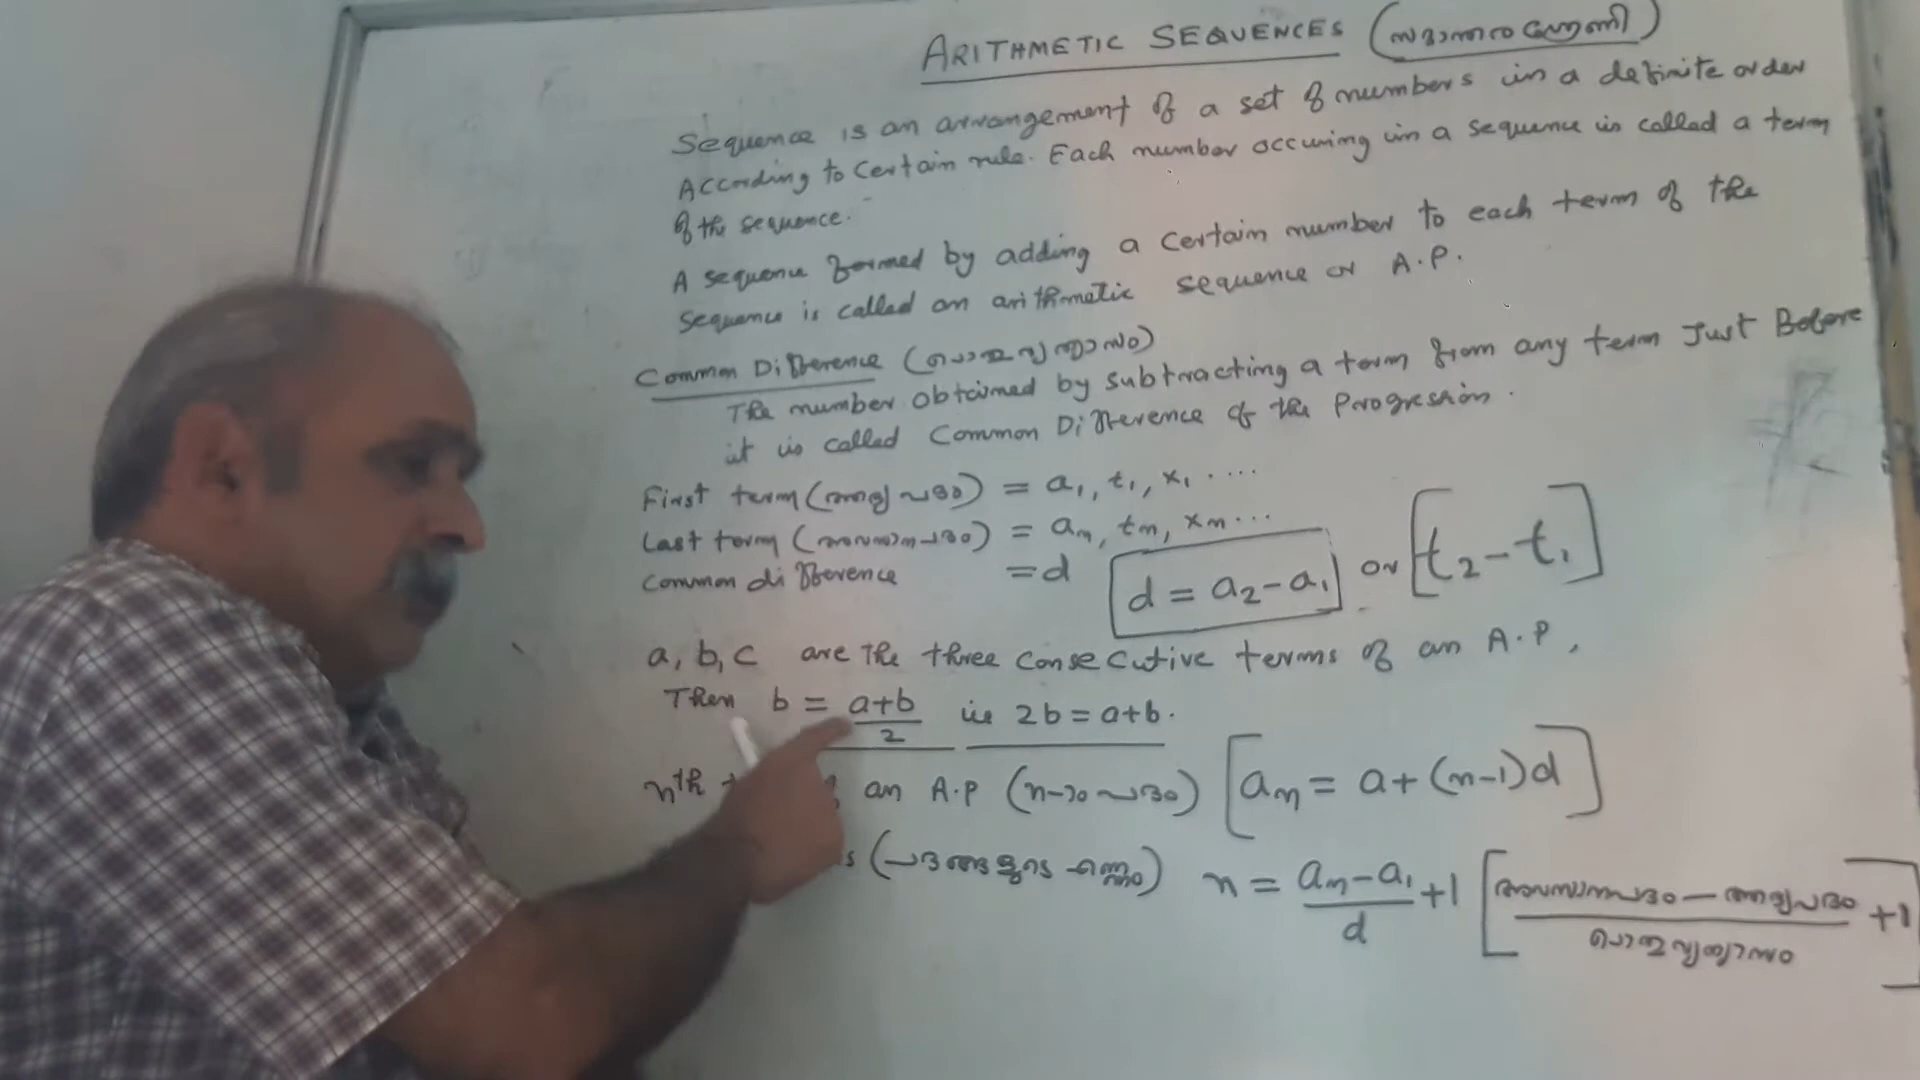 ARITHMETIC SEQUENCES (സമാന്തര ശ്രേണി)
Sequence is an arrangement of a set of numbers in a definite order
According to certain rule. Each number occuring in a sequence is called a term
of the sequence.
A sequence formed by adding a certain number to each term of the
sequence is called an arithmetic sequence or A.P.
Common Difference (പൊതുവ്യത്യാസം)
The number obtained by subtracting a term from any term Just Before
it is called Common Difference of the Progression.
First term (ആദ്യപദം) = a₁, t₁, x₁ ....
Last term (അവസാനപദം) = aₙ, tₙ, xₙ...
Common difference = d
d = a₂-a₁ or [t₂-t₁]
a, b, c are the three consecutive terms of an A.P,
Then b = a+b/2 ie 2b = a+b.
nth an A.P (n-ാം പദം) [aₙ = a+(n-1)d]
(പദങ്ങളുടെ എണ്ണം) n = aₙ-a₁/d +1 [അവസാനപദം - ആദ്യപദം/പൊതുവ്യത്യാസം +1]